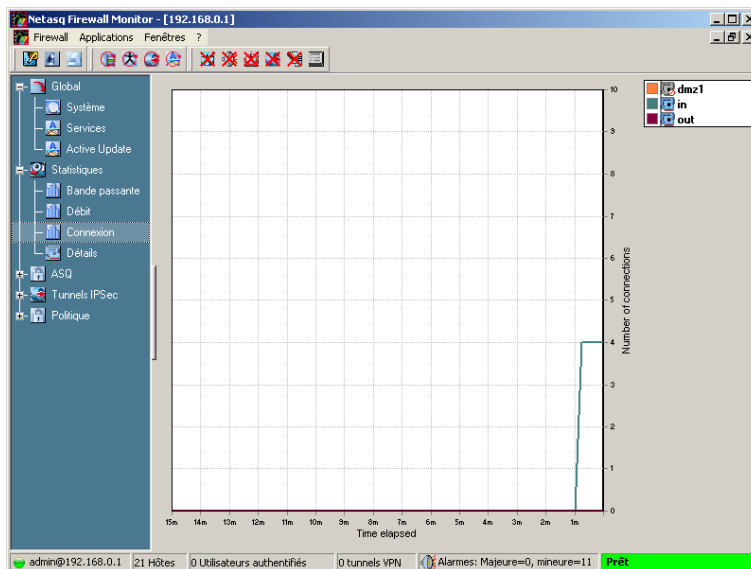 Netasq Firewall Monitor - [192.168.0.1]
Firewall Applications Fenêtres ?
Global
Système
Services
Active Update
Statistiques
Bande passante
Débit
Connexion
Détails
ASQ
Tunnels IPSec
Politique
10
9
8
7
6
5
4
3
2
1
0
Number of connections
15m 14m 13m 12m 11m 10m 9m 8m 7m 6m 5m 4m 3m 2m 1m
Time elapsed
dmz1
in
out
admin@192.168.0.1 21 Hôtes 0 Utilisateurs authentifiés 0 tunnels VPN Alarmes: Majeure=0, mineure=11 Prêt